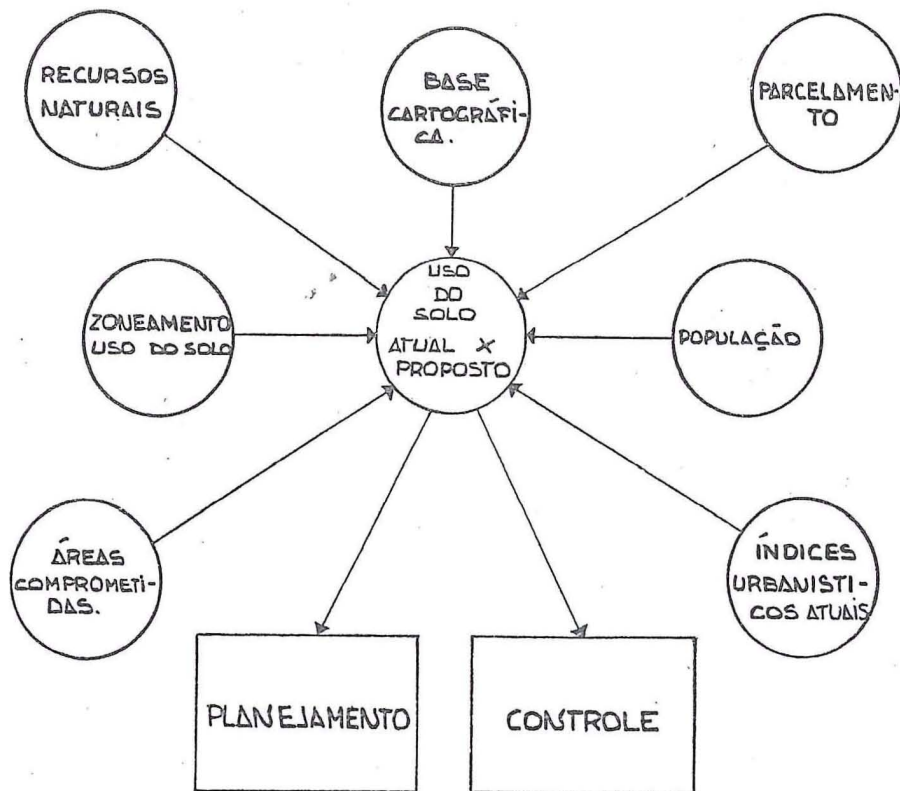 RECURSOS
NATURAIS
BASE
CARTOGRÁFI-
CA.
PARCELAMEN-
TO
USO
DO
SOLO
ATUAL X
PROPOSTO
ZONEAMENTO
USO DO SOLO
POPULAÇÃO
ÁREAS
COMPROMETI-
DAS.
ÍNDICES
URBANÍSTI-
COS ATUAIS
PLANEJAMENTO
CONTROLE